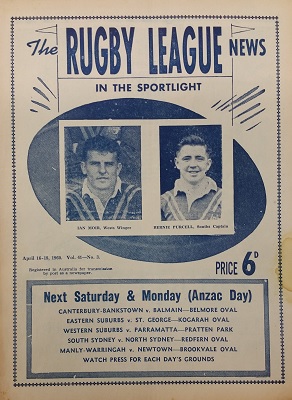 The RUGBY LEAGUE NEWS
IN THE SPORTLIGHT
IAN MOIR, Wests Winger
BERNIE PURCELL, Souths Captain
April 16-18, 1960. Vol. 41—No. 3.
Registered in Australia for transmission
by post as a newspaper.
PRICE 6D
Next Saturday & Monday (Anzac Day)
CANTERBURY-BANKSTOWN v. BALMAIN—BELMORE OVAL
EASTERN SUBURBS v. ST. GEORGE—KOGARAH OVAL
WESTERN SUBURBS v. PARRAMATTA—PRATTEN PARK
SOUTH SYDNEY v. NORTH SYDNEY—REDFERN OVAL
MANLY-WARRINGAH v. NEWTOWN—BROOKVALE OVAL
WATCH PRESS FOR EACH DAY'S GROUNDS